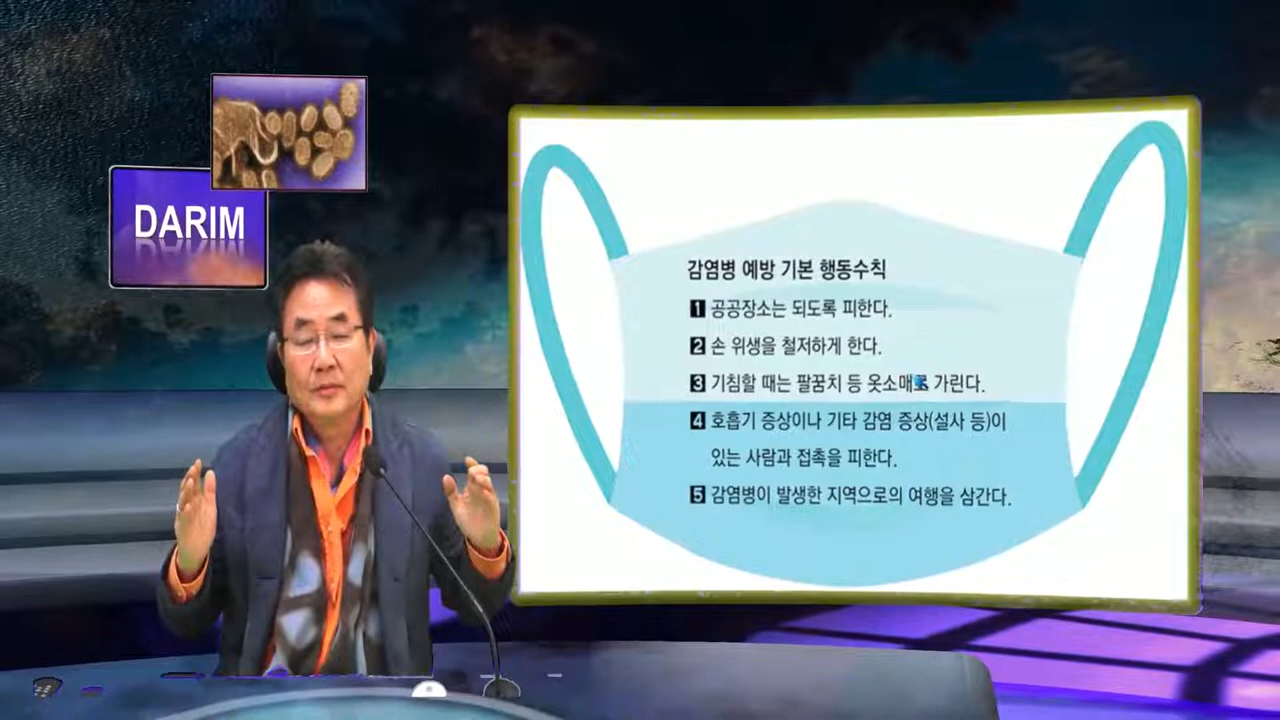 DARIM
감염병 예방 기본 행동수칙
1 공공장소는 되도록 피한다.
2 손 위생을 철저하게 한다.
3 기침할 때는 팔꿈치 등 옷소매로 가린다.
4 호흡기 증상이나 기타 감염 증상(설사 등)이
있는 사람과 접촉을 피한다.
5 감염병이 발생한 지역으로의 여행을 삼간다.